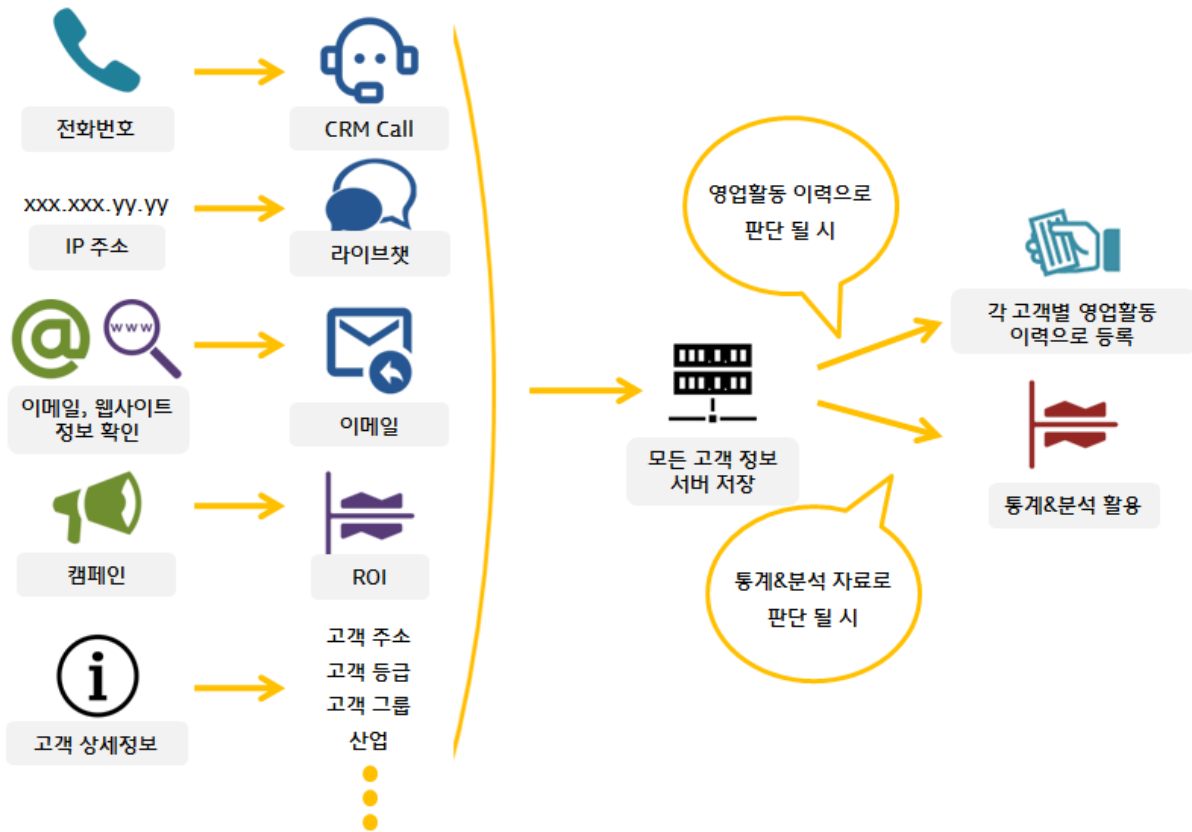 전화번호
CRM Call
xxx.xxx.yy.yy
IP 주소
라이브챗
www
이메일, 웹사이트
정보 확인
이메일
캠페인
ROI
고객 상세정보
고객 주소
고객 등급
고객 그룹
산업
모든 고객 정보
서버 저장
영업활동 이력으로
판단 될 시
각 고객별 영업활동
이력으로 등록
통계&분석 자료로
판단 될 시
통계&분석 활용